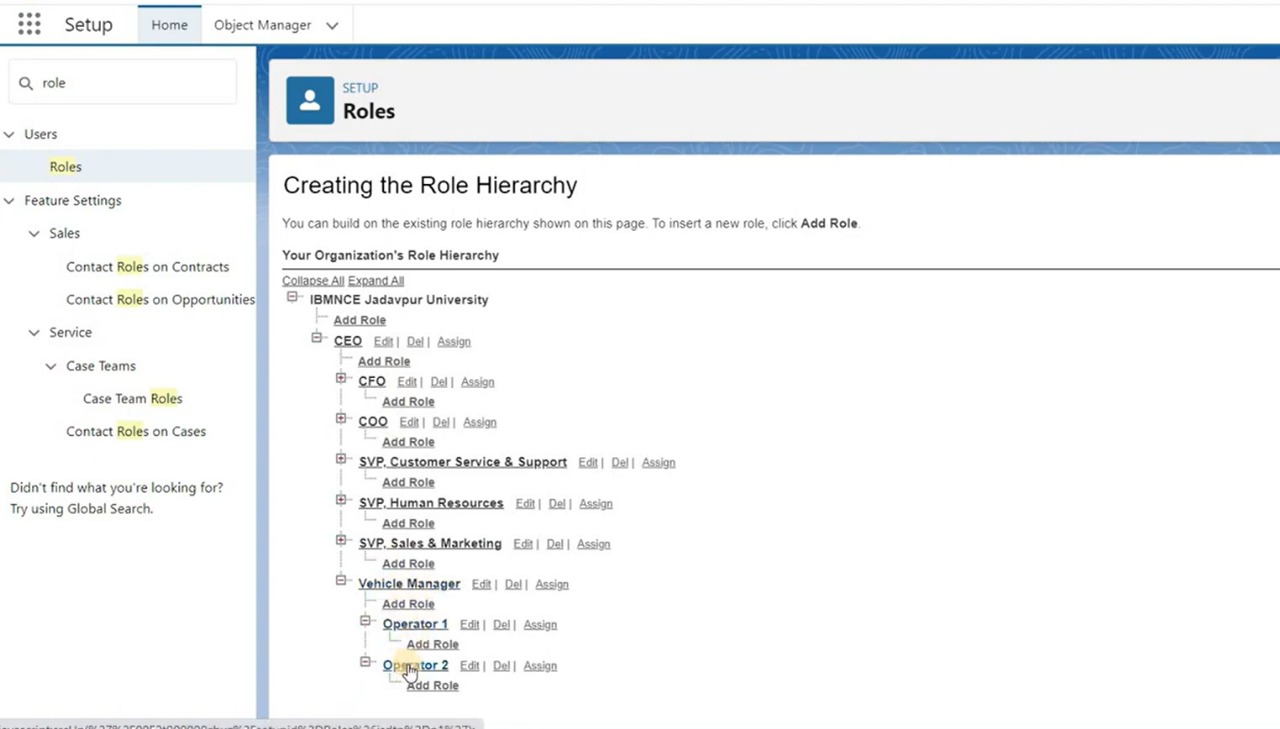 Setup Home Object Manager
role
Users
Roles
Feature Settings
Sales
Contact Roles on Contracts
Contact Roles on Opportunities
Service
Case Teams
Case Team Roles
Contact Roles on Cases
Didn't find what you're looking for?
Try using Global Search.
SETUP
Roles
Creating the Role Hierarchy
You can build on the existing role hierarchy shown on this page. To insert a new role, click Add Role.
Your Organization's Role Hierarchy
Collapse All Expand All
IBMNCE Jadavpur University
Add Role
CEO Edit | Del | Assign
Add Role
CFO Edit | Del | Assign
Add Role
COO Edit | Del | Assign
Add Role
SVP, Customer Service & Support Edit | Del | Assign
Add Role
SVP, Human Resources Edit | Del | Assign
Add Role
SVP, Sales & Marketing Edit | Del | Assign
Add Role
Vehicle Manager Edit | Del | Assign
Add Role
Operator 1 Edit | Del | Assign
Add Role
Operator 2 Edit | Del | Assign
Add Role